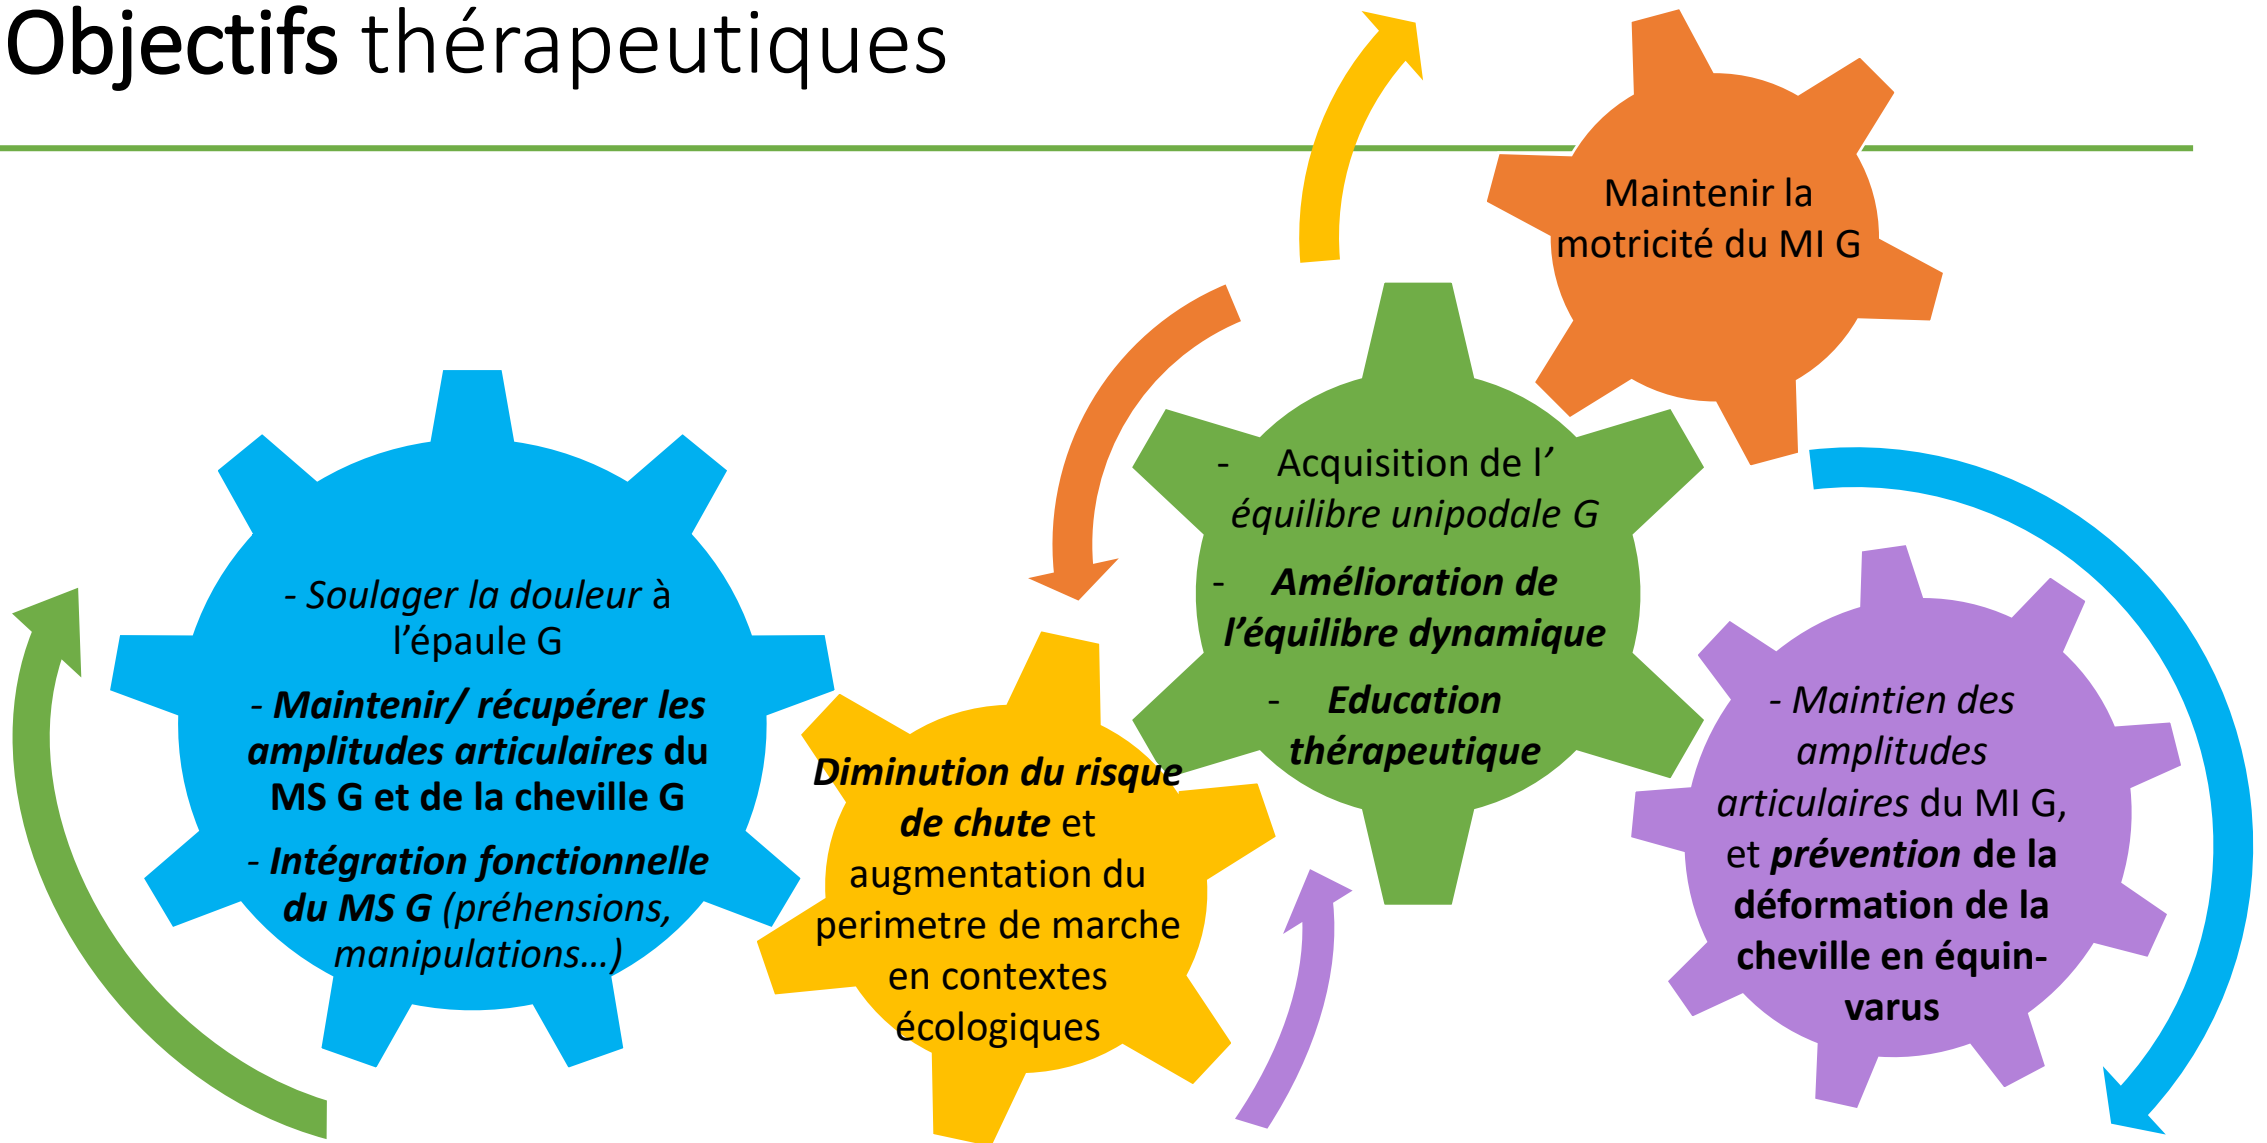 Objectifs thérapeutiques
Maintenir la
motricité du MI G
- Acquisition de l’
équilibre unipodale G
- Amélioration de
l’équilibre dynamique
- Education
thérapeutique
- Soulager la douleur à
l’épaule G
- Maintenir/ récupérer les
amplitudes articulaires du
MS G et de la cheville G
- Intégration fonctionnelle
du MS G (préhensions,
manipulations…)
Diminution du risque
de chute et
augmentation du
perimetre de marche
en contextes
écologiques
- Maintien des
amplitudes
articulaires du MI G,
et prévention de la
déformation de la
cheville en équin-
varus